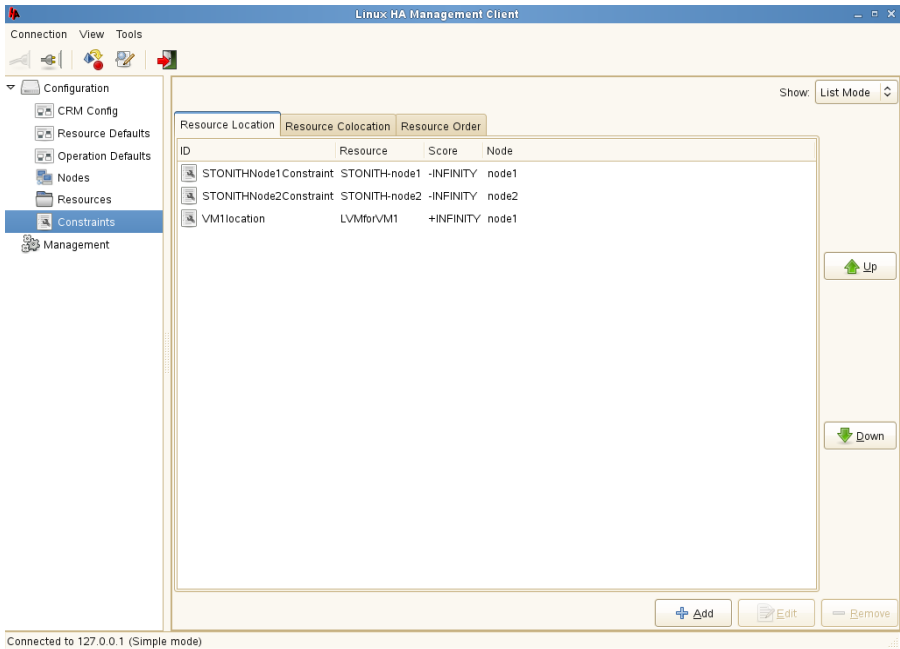 Linux HA Management Client
Connection View Tools
Configuration
CRM Config
Resource Defaults
Operation Defaults
Nodes
Resources
Constraints
Management
Show: List Mode
Resource Location Resource Colocation Resource Order
ID Resource Score Node
STONITHNode1Constraint STONITH-node1 -INFINITY node1
STONITHNode2Constraint STONITH-node2 -INFINITY node2
VM1location LVMforVM1 +INFINITY node1
Up
Down
Add Edit Remove
Connected to 127.0.0.1 (Simple mode)